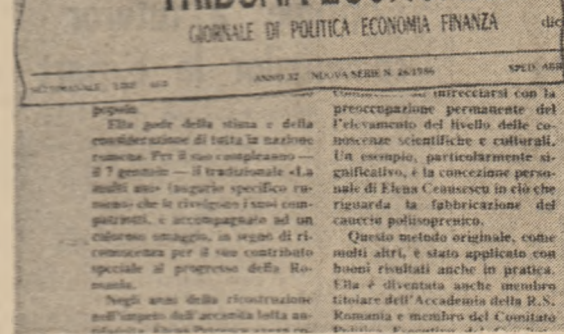 GIORNALE DI POLITICA ECONOMIA FINANZA
dic
ANNO 32 NUOVA SERIE N. 26/1986
popolo.
Ella gode della stima e della
considerazione di tutta la nazione
romena. Per il suo compleanno —
il 7 gennaio — il tradizionale «La
multi ani» (augurio specifico ru-
meno) che le rivolgono i suoi com-
patrioti, è accompagnato ad un
caloroso omaggio, in segno di ri-
conoscenza per il suo contributo
speciale al progresso della Ro-
mania.
Negli anni della ricostruzione
intrecciarsi con la
preoccupazione permanente del
l'elevamento del livello delle co-
noscenze scientifiche e culturali.
Un esempio, particolarmente si-
gnificativo, è la concezione perso-
nale di Elena Ceausescu in ciò che
riguarda la fabbricazione del
cauccìu poliisoprenico.
Questo metodo originale, come
molti altri, è stato applicato con
buoni risultati anche in pratica.
Ella è diventata anche membro
titolare dell'Accademia della R.S.
Romania e membro del Comitato